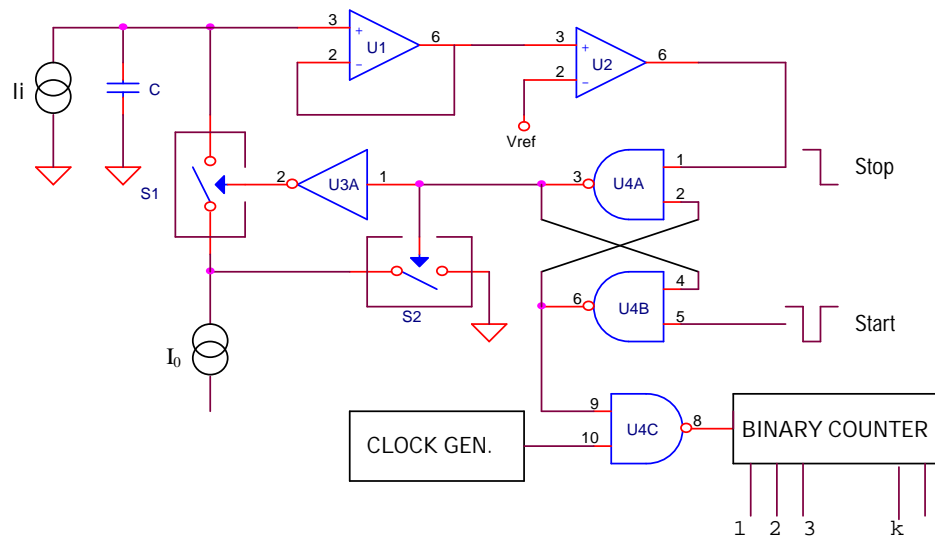 3
+
U1
6
2
−
3
+
U2
6
2
−
Vref
Ii
C
S1
2
U3A
1
3
U4A
1
2
Stop
S2
6
U4B
4
5
Start
I0
9
10
U4C
8
CLOCK GEN.
BINARY COUNTER
1 2 3 k